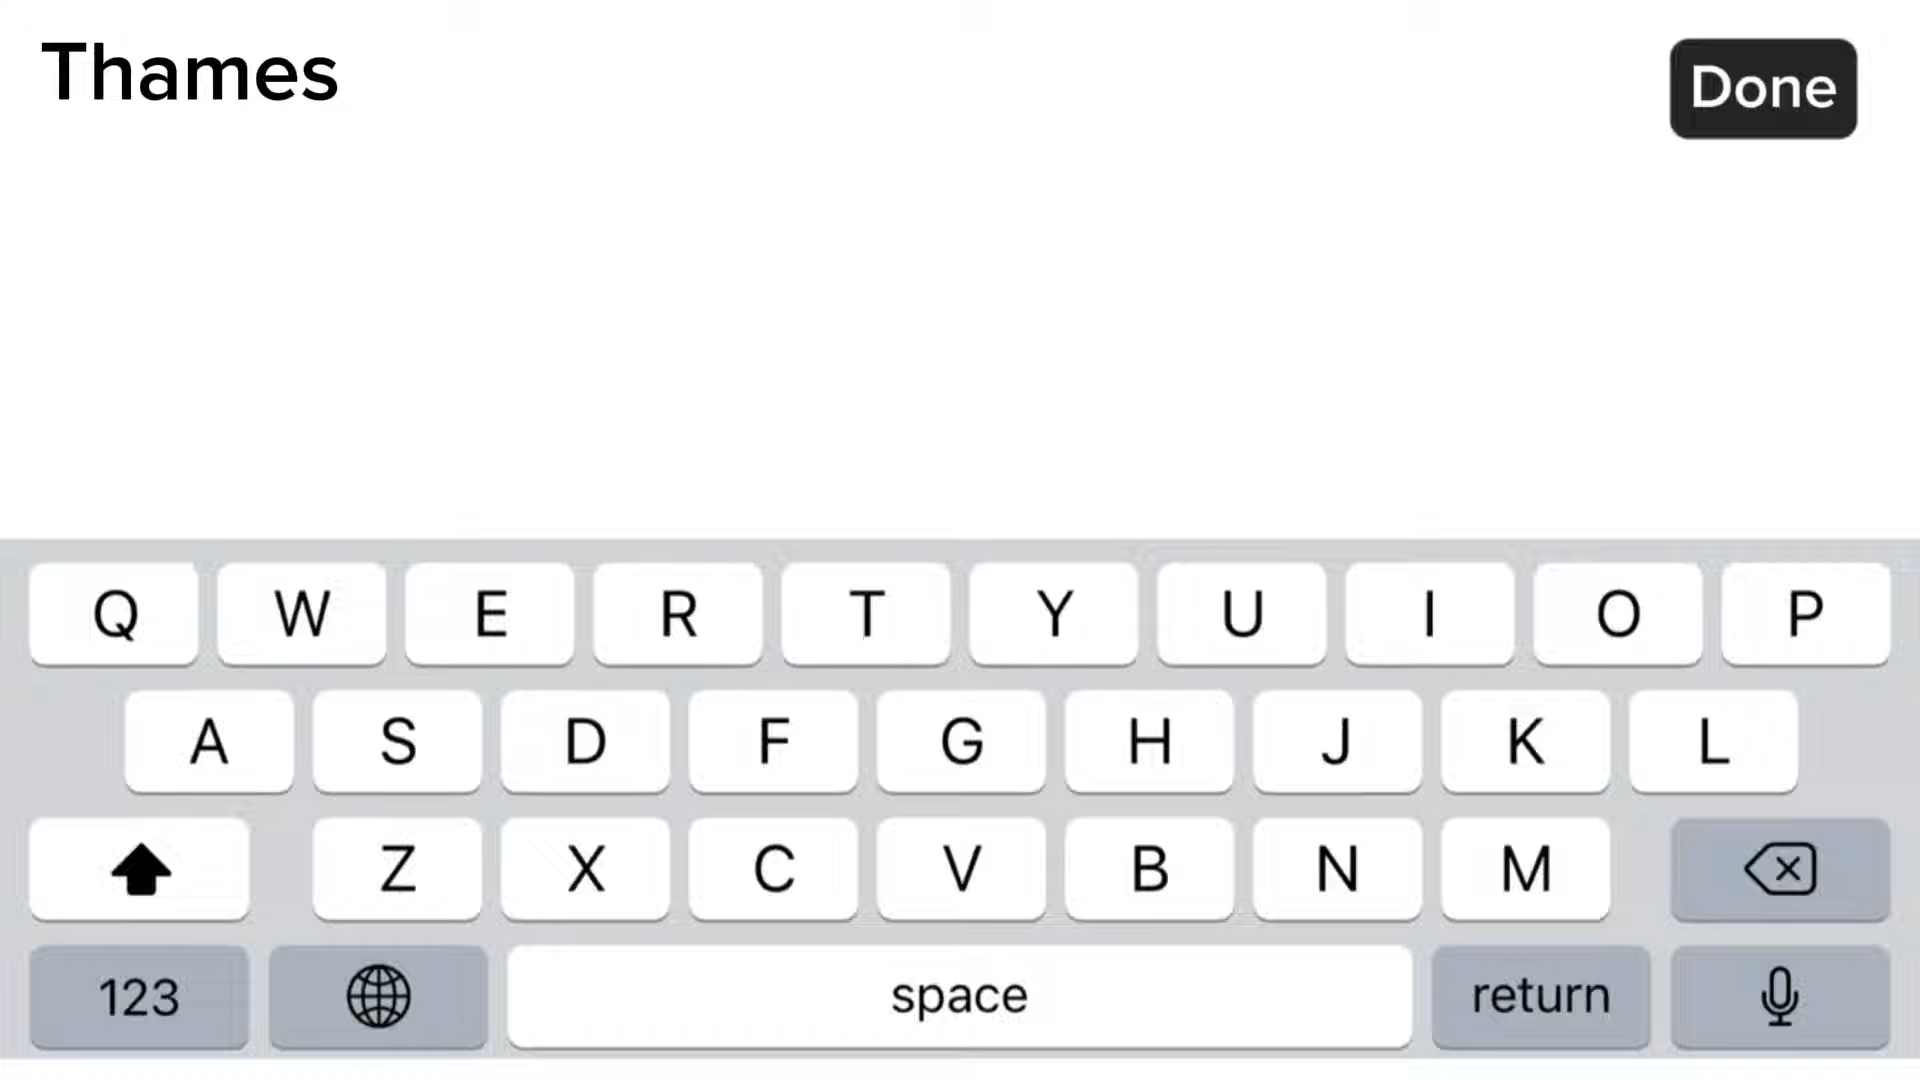 Thames
Done
Q W E R T Y U I O P
A S D F G H J K L
Z X C V B N M
123 space return